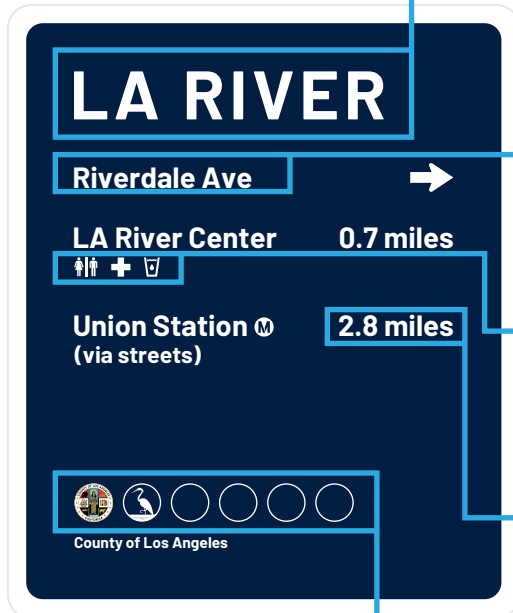 LA RIVER
Riverdale Ave
LA River Center 0.7 miles
Union Station M 2.8 miles
(via streets)
County of Los Angeles